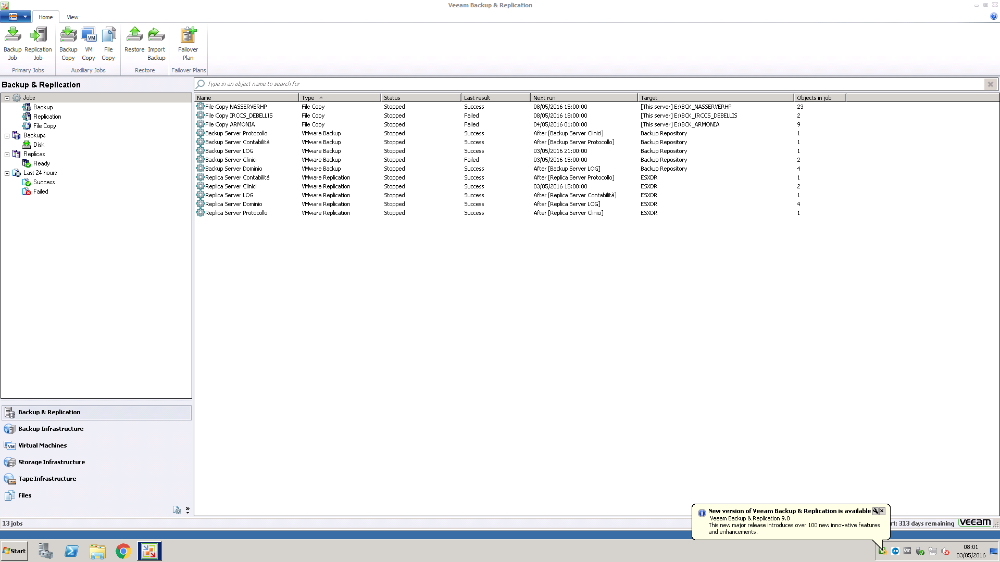 Veeam Backup & Replication
Home
View
Backup Job
Replication Job
Backup Copy
VM Copy
File Copy
Restore
Import Backup
Failover Plan
Primary Jobs
Auxiliary Jobs
Restore
Failover Plans
Backup & Replication
Type in an object name to search for
Jobs
Backup
Replication
File Copy
Backups
Disk
Replicas
Ready
Last 24 hours
Success
Failed
Name Type Status Last result Next run Target Objects in job
File Copy NASSERVERHP File Copy Stopped Success 08/05/2016 15:00:00 [This server] E:\BCK_NASSERVERHP 23
File Copy IRCCS_DEBELLIS File Copy Stopped Failed 08/05/2016 18:00:00 [This server] E:\BCK_IRCCS_DEBELLIS 2
File Copy ARMONIA File Copy Stopped Failed 04/05/2016 01:00:00 [This server] E:\BCK_ARMONIA 9
Backup Server Protocollo VMware Backup Stopped Success After [Backup Server Clinici] Backup Repository 1
Backup Server Contabilità VMware Backup Stopped Success After [Backup Server Protocollo] Backup Repository 1
Backup Server LOG VMware Backup Stopped Success 03/05/2016 21:00:00 Backup Repository 1
Backup Server Clinici VMware Backup Stopped Failed 03/05/2016 15:00:00 Backup Repository 2
Backup Server Dominio VMware Backup Stopped Success After [Backup Server LOG] Backup Repository 4
Replica Server Contabilità VMware Replication Stopped Success After [Replica Server Protocollo] ESXDR 1
Replica Server Clinici VMware Replication Stopped Success 03/05/2016 15:00:00 ESXDR 2
Replica Server LOG VMware Replication Stopped Success After [Replica Server Contabilità] ESXDR 1
Replica Server Dominio VMware Replication Stopped Success After [Replica Server LOG] ESXDR 4
Replica Server Protocollo VMware Replication Stopped Success After [Replica Server Clinici] ESXDR 1
Backup & Replication
Backup Infrastructure
VM Virtual Machines
Storage Infrastructure
Tape Infrastructure
Files
New version of Veeam Backup & Replication is available
Veeam Backup & Replication 9.0
This new major release introduces over 100 new innovative features
and enhancements.
13 jobs
rt: 313 days remaining
veeam
Start
08:01
03/05/2016